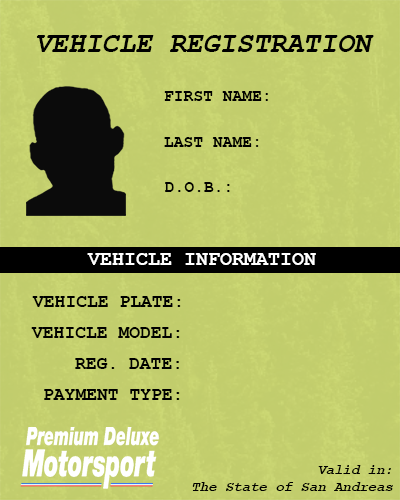 VEHICLE REGISTRATION
FIRST NAME:
LAST NAME:
D.O.B.:
VEHICLE INFORMATION
VEHICLE PLATE:
VEHICLE MODEL:
REG. DATE:
PAYMENT TYPE:
Premium Deluxe
Motorsport
Valid in:
The State of San Andreas